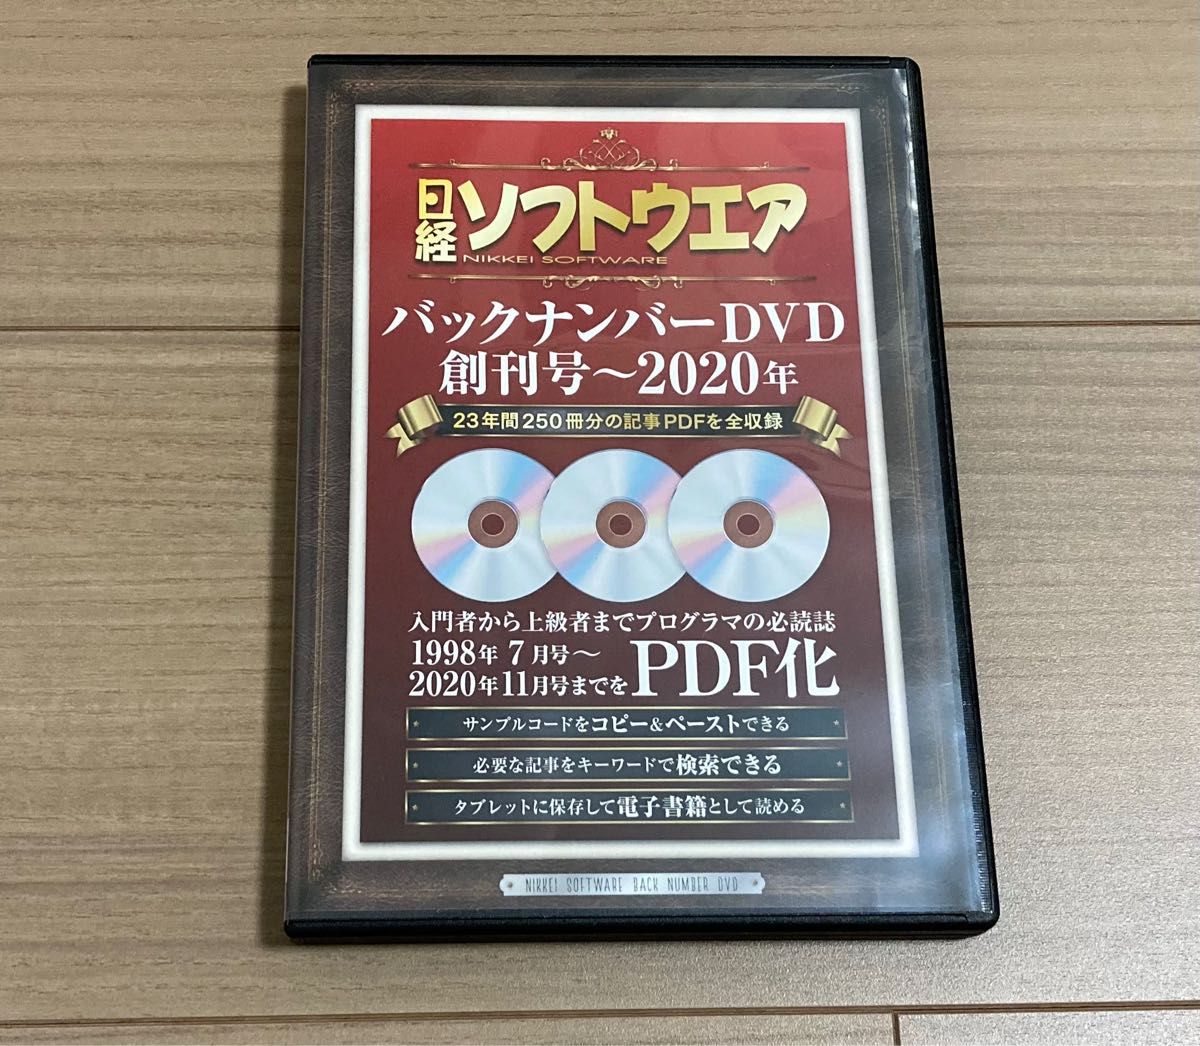 日経ソフトウエア
NIKKEI SOFTWARE
バックナンバーDVD
創刊号～2020年
23年間250冊分の記事PDFを全収録
入門者から上級者までプログラマの必読誌
1998年 7月号～
2020年11月号までをPDF化
サンプルコードをコピー&ペーストできる
必要な記事をキーワードで検索できる
タブレットに保存して電子書籍として読める
NIKKEI SOFTWARE BACK NUMBER DVD